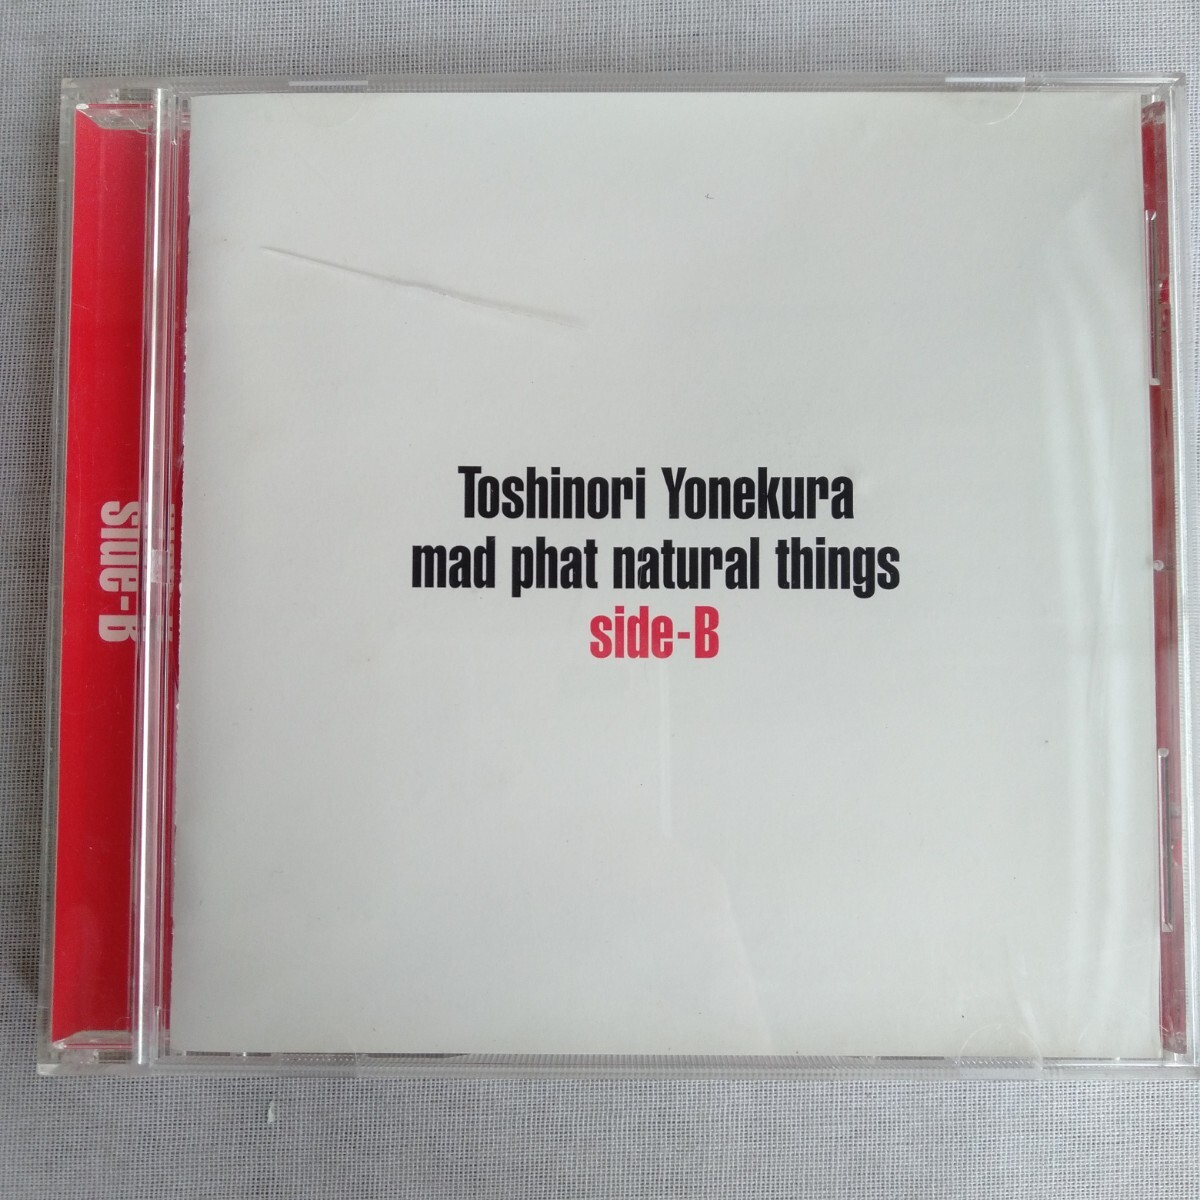 side-B
Toshinori Yonekura
mad phat natural things
side-B